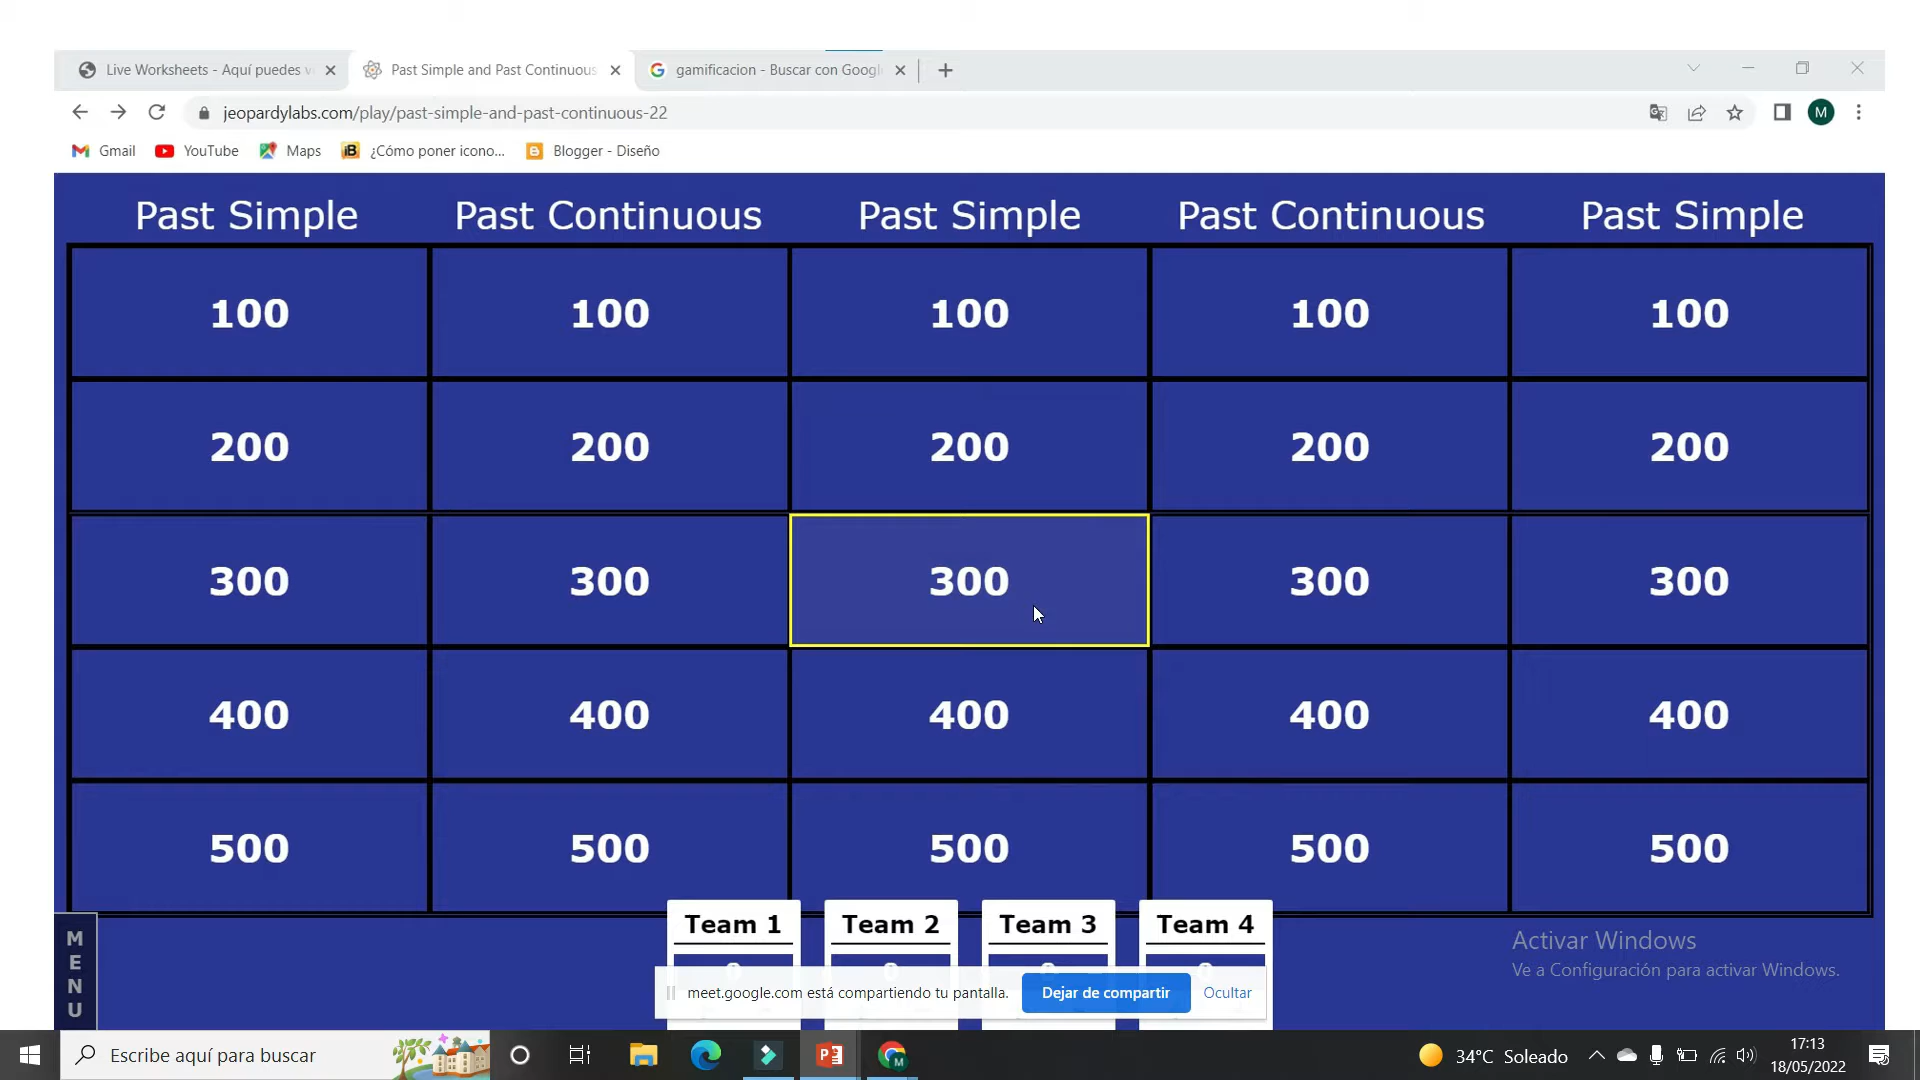 Live Worksheets - Aquí puedes v
Past Simple and Past Continuous
gamificacion - Buscar con Googl
jeopardylabs.com/play/past-simple-and-past-continuous-22
M
Gmail YouTube Maps iB ¿Cómo poner icono... Blogger - Diseño
Past Simple Past Continuous Past Simple Past Continuous Past Simple
100 100 100 100 100
200 200 200 200 200
300 300 300 300 300
400 400 400 400 400
500 500 500 500 500
MENU
Team 1 Team 2 Team 3 Team 4
0 0 0 0
Activar Windows
Ve a Configuración para activar Windows.
meet.google.com está compartiendo tu pantalla. Dejar de compartir Ocultar
Escribe aquí para buscar
34°C Soleado
17:13
18/05/2022